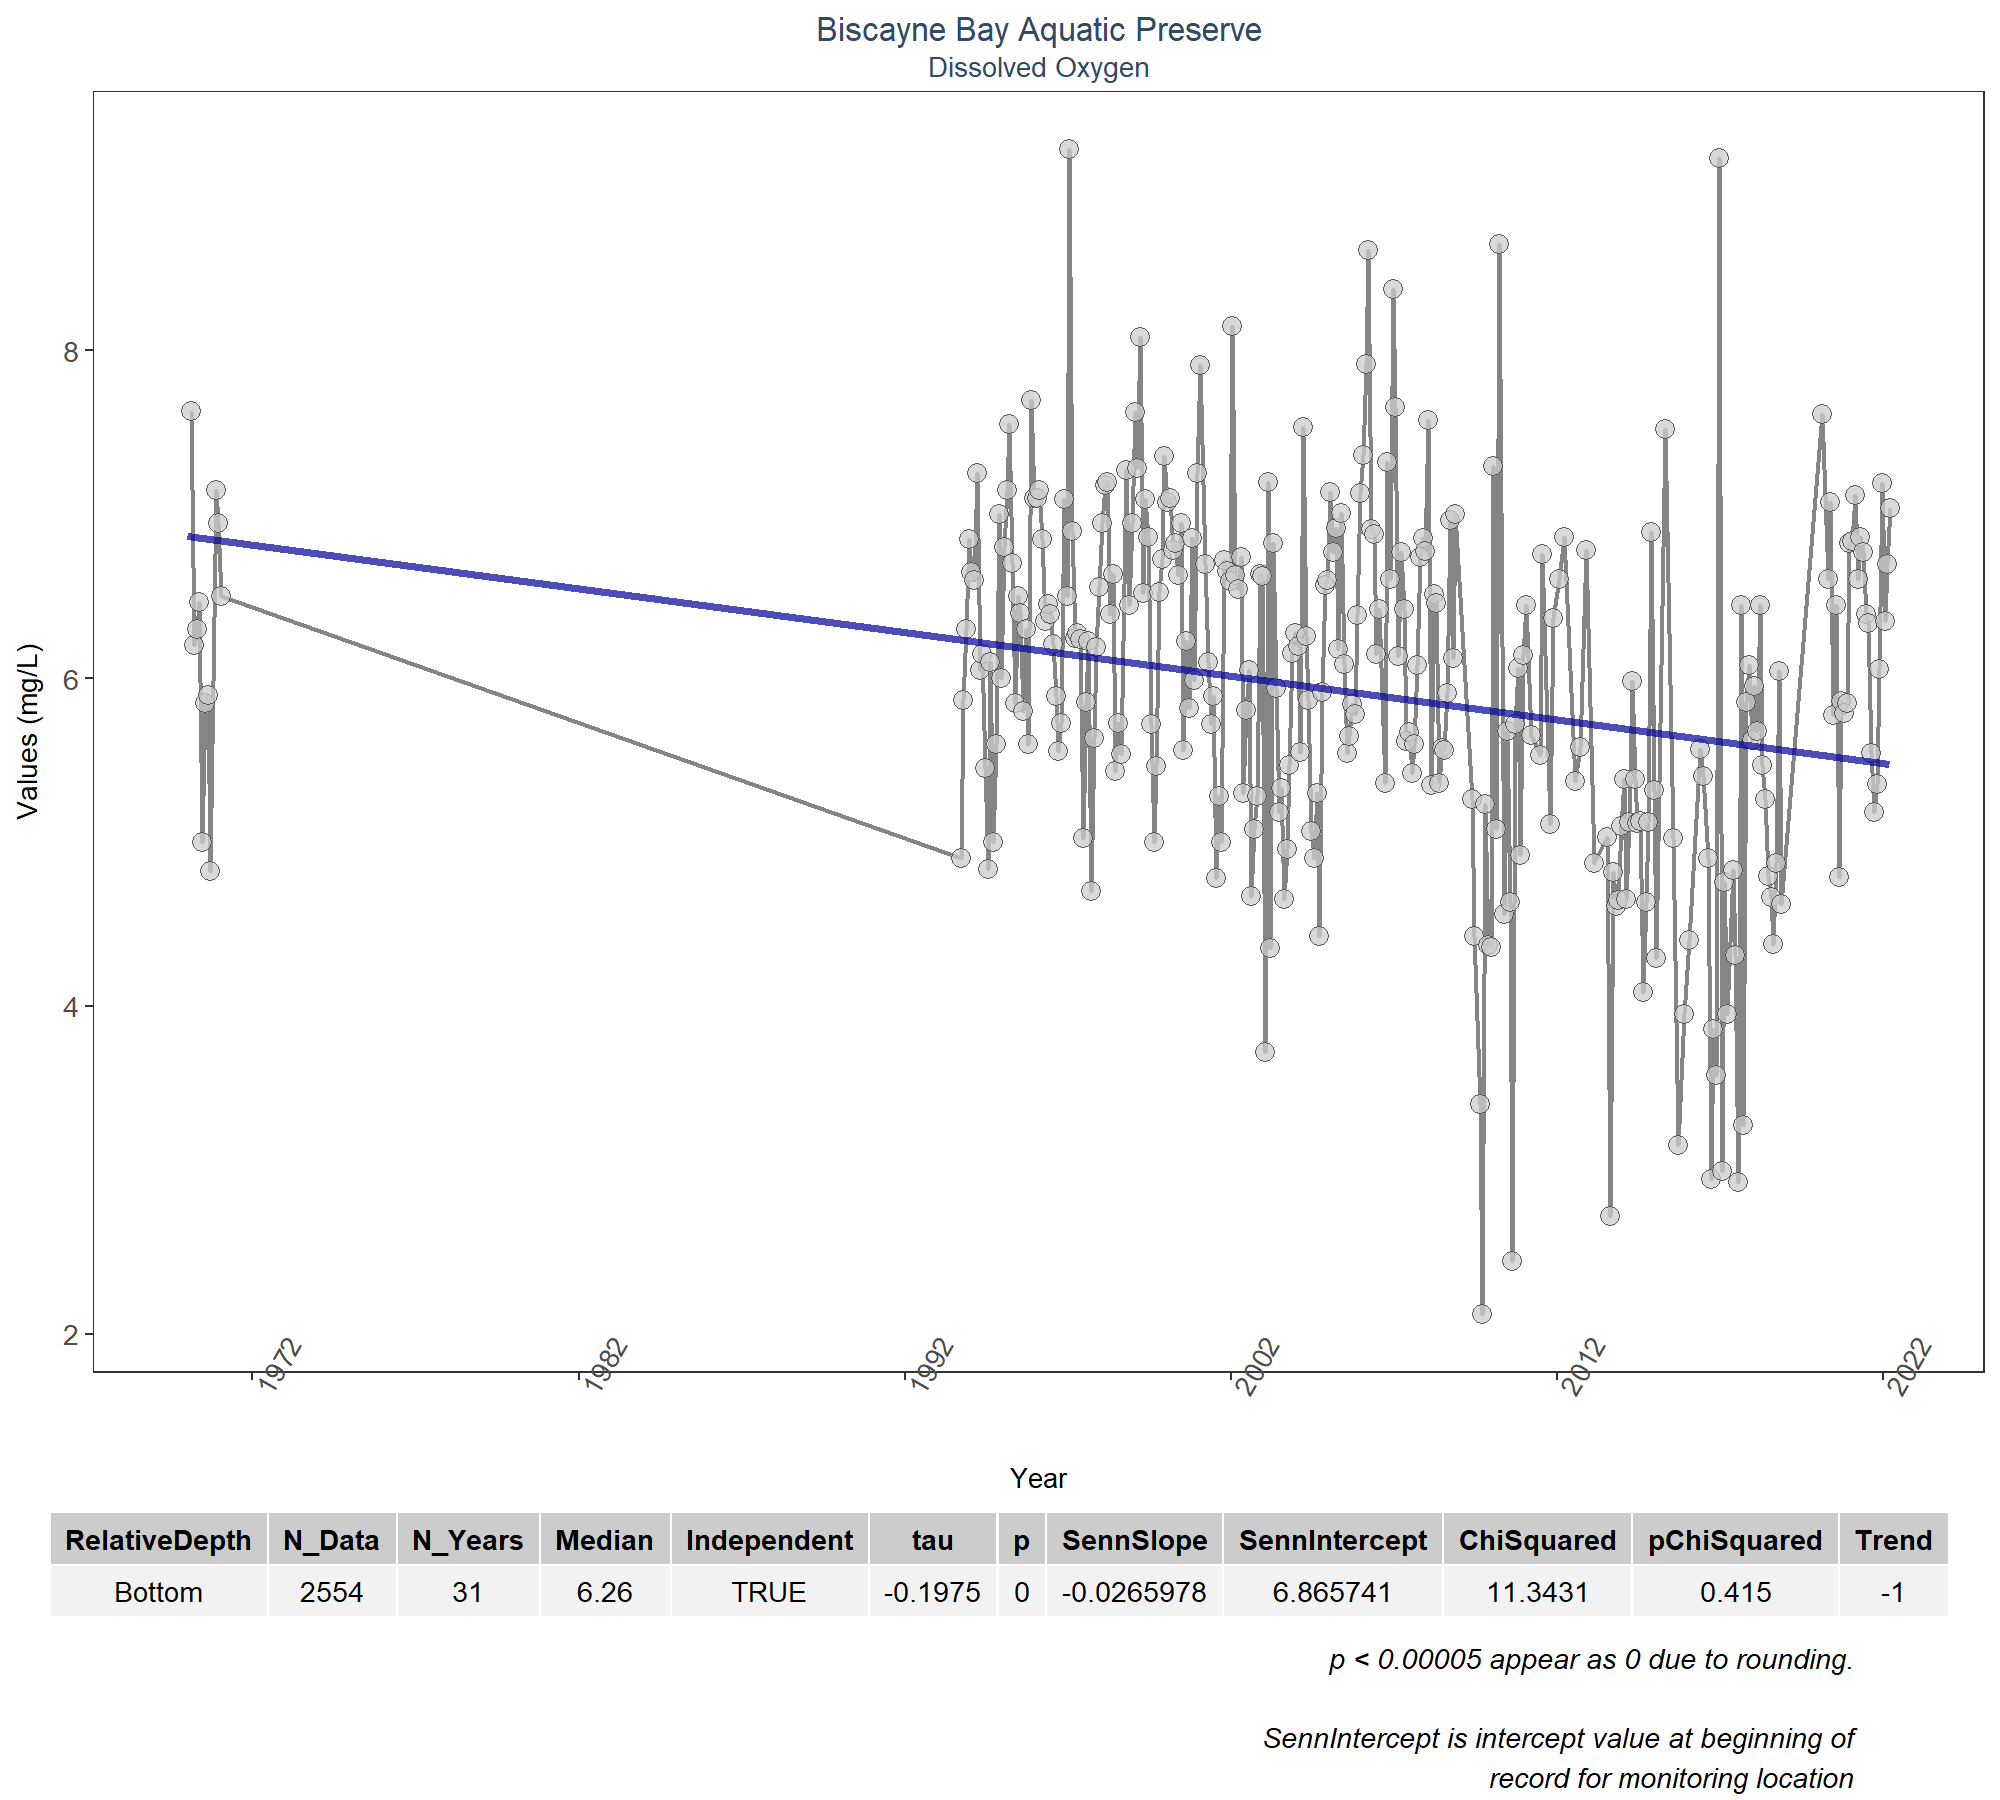 Biscayne Bay Aquatic Preserve
Dissolved Oxygen
Values (mg/L)
8
6
4
2
1972 1982 1992 2002 2012 2022
Year
RelativeDepth N_Data N_Years Median Independent tau p SennSlope SennIntercept ChiSquared pChiSquared Trend
Bottom 2554 31 6.26 TRUE -0.1975 0 -0.0265978 6.865741 11.3431 0.415 -1
p < 0.00005 appear as 0 due to rounding.
SennIntercept is intercept value at beginning of
record for monitoring location